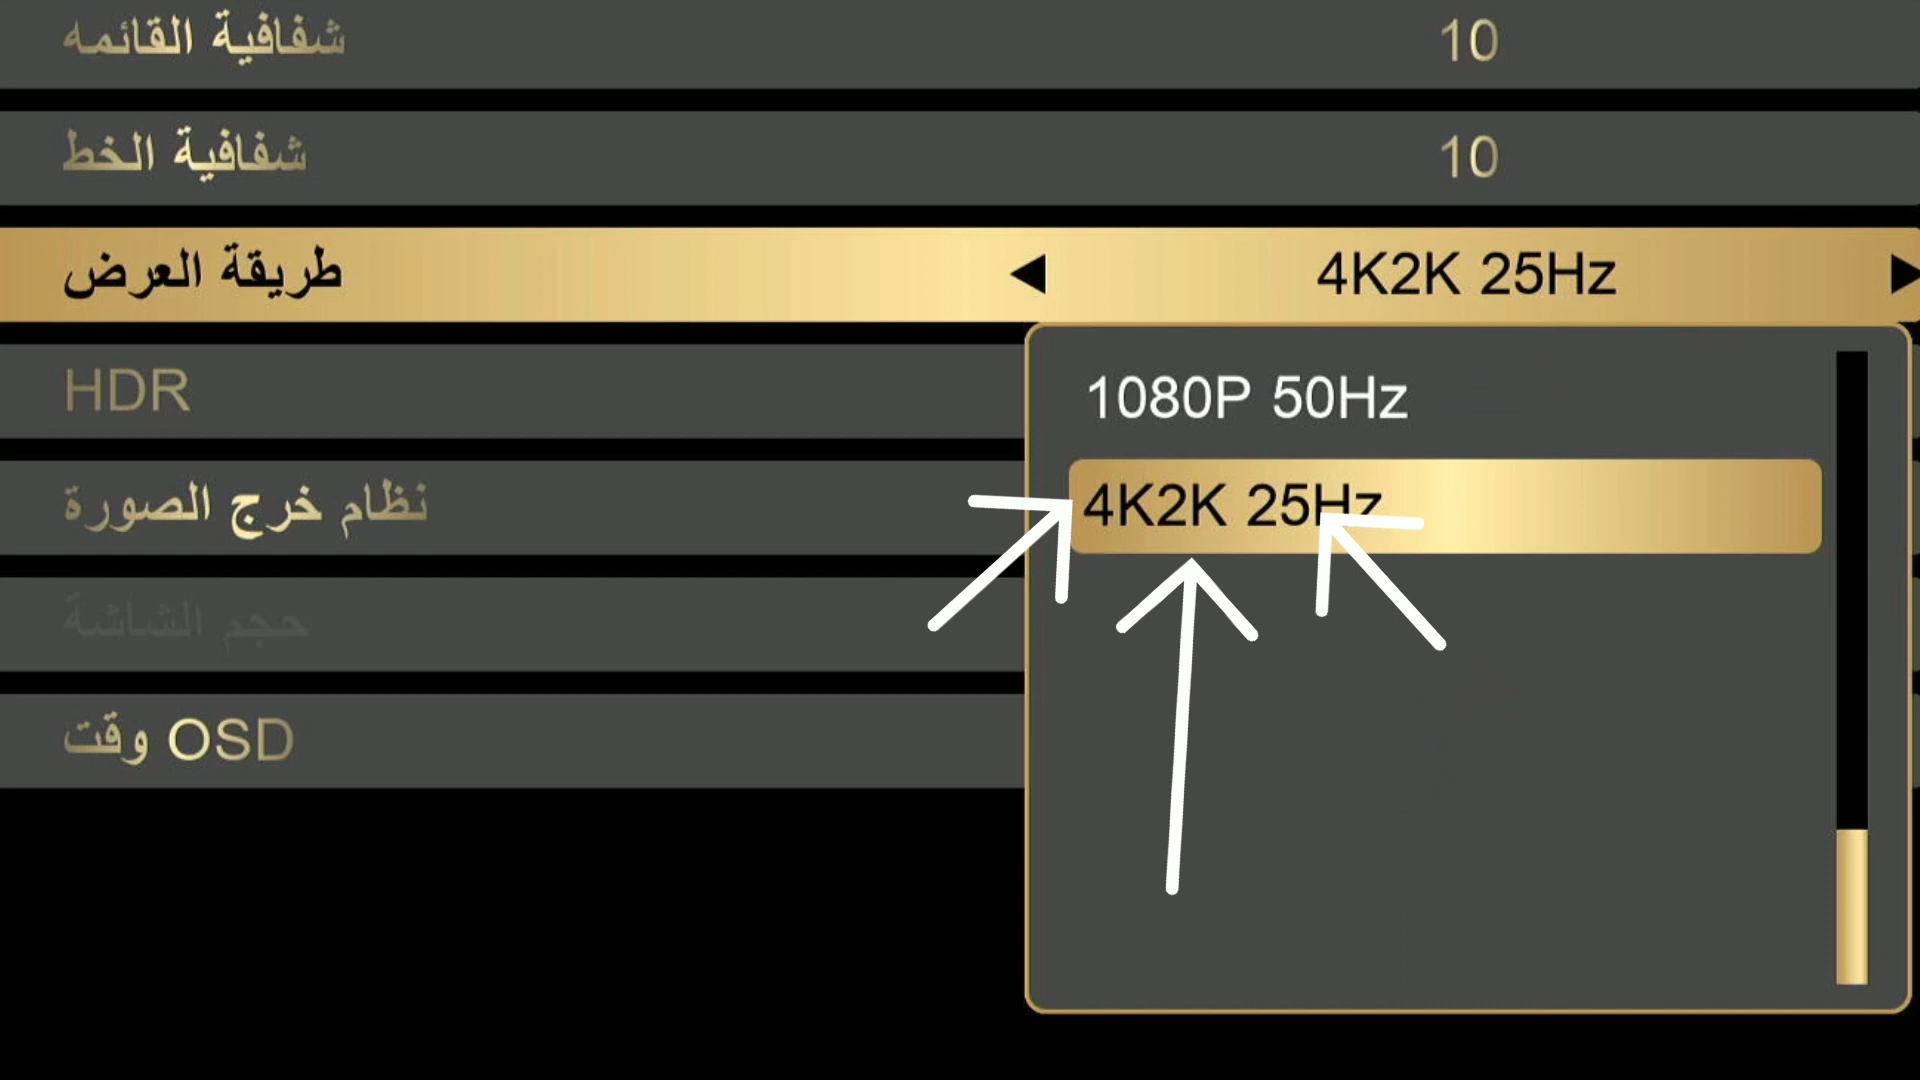 شفافية القائمه 10
شفافية الخط 10
طريقة العرض 4K2K 25Hz
HDR
1080P 50Hz
نظام خرج الصورة
4K2K 25Hz
حجم الشاشة
OSD وقت